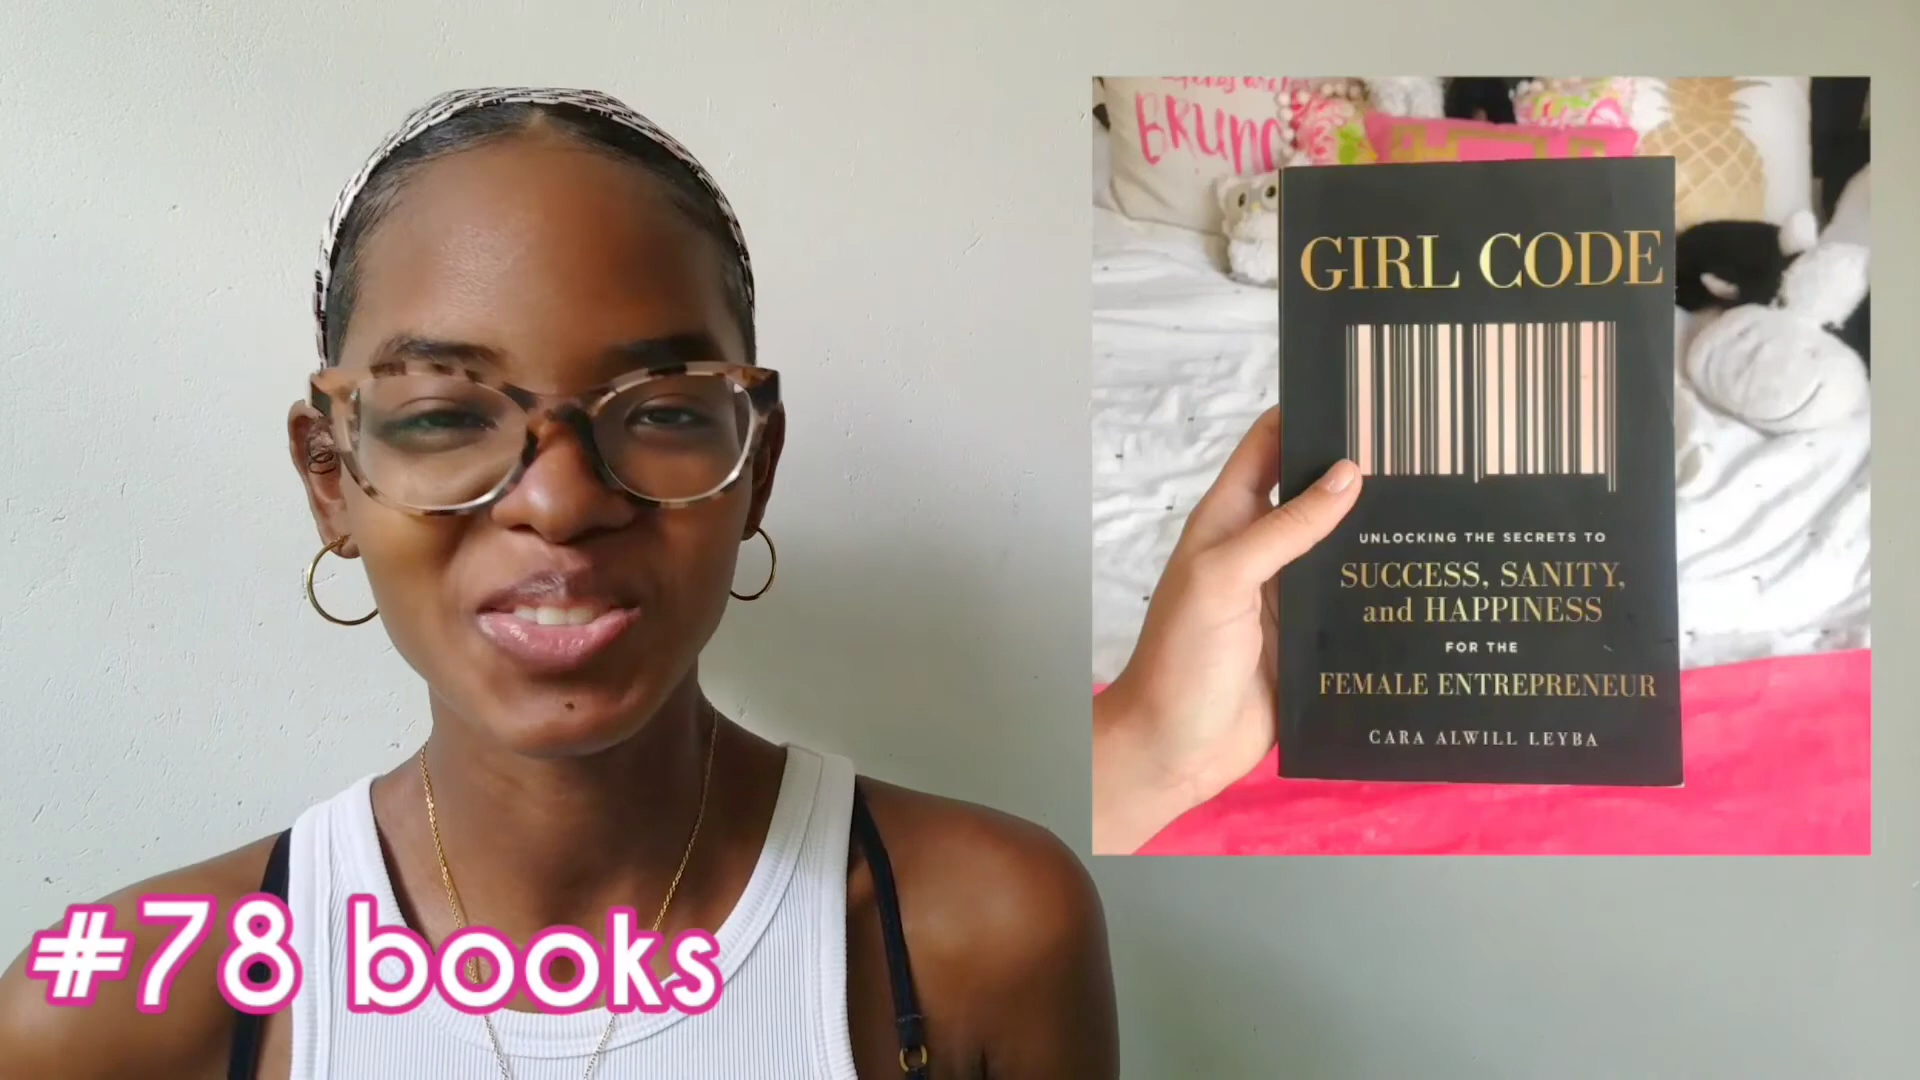 #78 books
BRUNC
GIRL CODE
UNLOCKING THE SECRETS TO
SUCCESS, SANITY,
and HAPPINESS
FOR THE
FEMALE ENTREPRENEUR
CARA ALWILL LEYBA